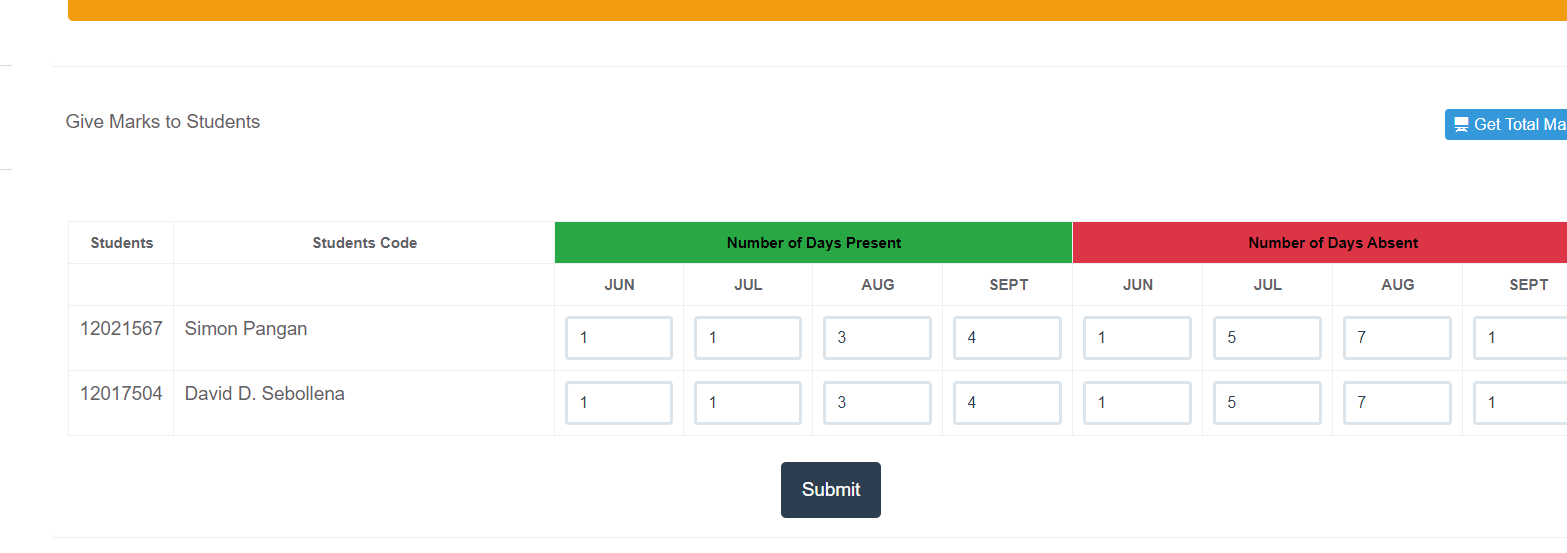 Give Marks to Students
Get Total Ma
Students Students Code Number of Days Present Number of Days Absent
JUN JUL AUG SEPT JUN JUL AUG SEPT
12021567 Simon Pangan 1 1 3 4 1 5 7 1
12017504 David D. Sebollena 1 1 3 4 1 5 7 1
Submit